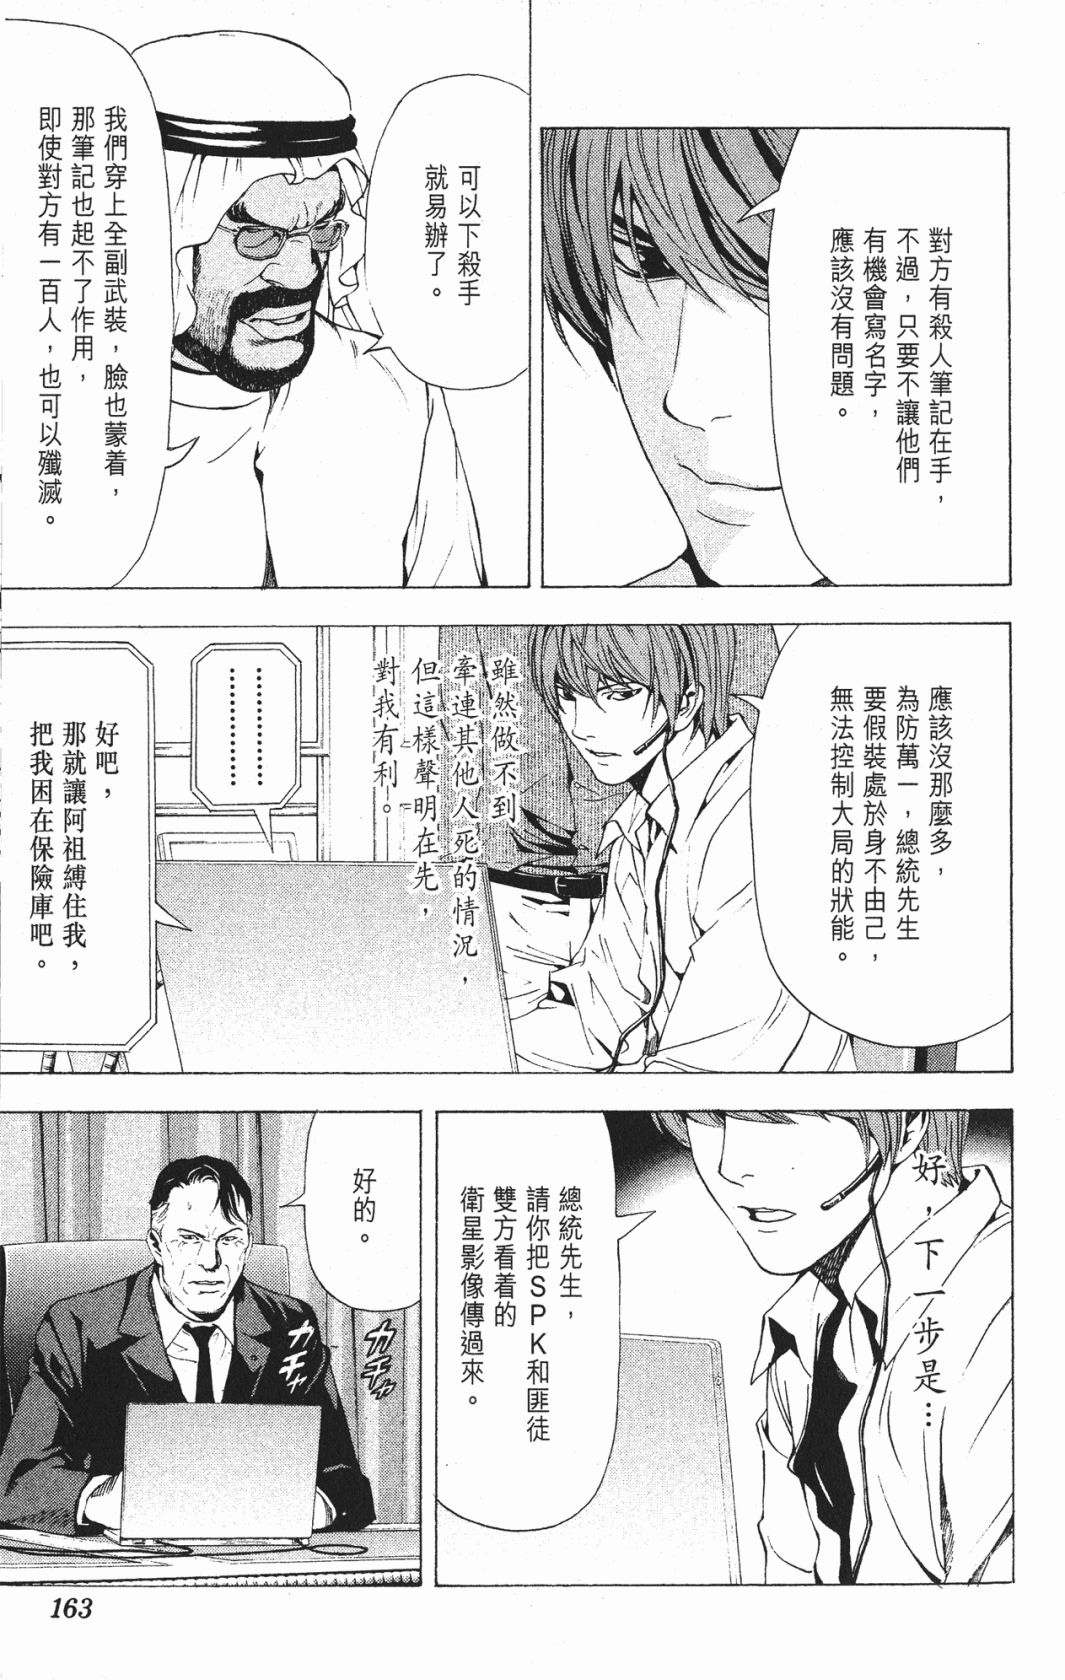 對方有殺人筆記在手，
不過，只要不讓他們
有機會寫名字，
應該沒有問題。
可以下殺手
就易辦了。
我們穿上全副武裝，臉也蒙着，
那筆記也起不了作用，
即使對方有一百人，也可以殲滅。
應該沒那麼多，
為防萬一，總統先生
要假裝處於身不由己，
無法控制大局的狀能。
雖然做不到
牽連其他人死的情況，
但這樣聲明在先，
對我有利。
………………
好吧，
那就讓阿祖縛住我，
把我困在保險庫吧。
好，下一步是…
總統先生，
請你把SPK和匪徒
雙方看着的
衛星影像傳過來。
好的。
カチャ
カチャ
163